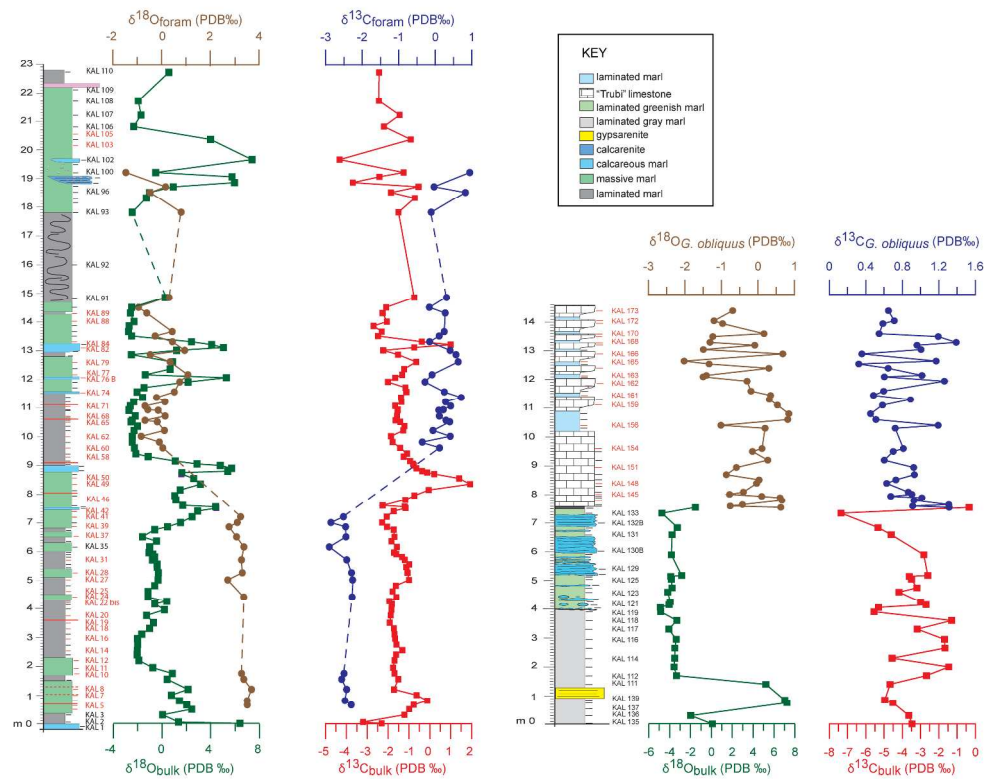 δ18Oforam (PDB‰)
δ13Cforam (PDB‰)
-4 -2 0 2 4
-3 -2 -1 0 1
23
22
21
20
19
18
17
16
15
14
13
12
11
10
9
8
7
6
5
4
3
2
1
m 0
KAL 110
KAL 109
KAL 108
KAL 107
KAL 106
KAL 105
KAL 103
KAL 102
KAL 100
KAL 96
KAL 93
KAL 92
KAL 91
KAL 89
KAL 88
KAL 84
KAL 82
KAL 79
KAL 77
KAL 76 B
KAL 74
KAL 71
KAL 68
KAL 65
KAL 62
KAL 60
KAL 58
KAL 50
KAL 49
KAL 42
KAL 41
KAL 39
KAL 37
KAL 35
KAL 31
KAL 28
KAL 27
KAL 25
KAL 24
KAL 22 bis
KAL 20
KAL 19
KAL 18
KAL 16
KAL 14
KAL 12
KAL 11
KAL 10
KAL 8
KAL 7
KAL 5
KAL 3
KAL 2
KAL 1
-4 0 4 8
δ18Obulk (PDB ‰)
-5 -4 -3 -2 -1 0 1 2
δ13Cbulk (PDB ‰)
KEY
laminated marl
"Trubi" limestone
laminated greenish marl
laminated gray marl
gypsarenite
calcarenite
calcareous marl
massive marl
laminated marl
δ18OG. obliquus (PDB‰)
δ13CG. obliquus (PDB‰)
-3 -2 -1 0 1 2
0 0.4 0.8 1.2 1.6
14
13
12
11
10
9
8
7
6
5
4
3
2
1
m 0
KAL 173
KAL 172
KAL 170
KAL 168
KAL 166
KAL 165
KAL 163
KAL 162
KAL 161
KAL 159
KAL 156
KAL 154
KAL 151
KAL 148
KAL 145
KAL 133
KAL 132B
KAL 131
KAL 130B
KAL 129
KAL 125
KAL 123
KAL 121
KAL 119
KAL 118
KAL 117
KAL 116
KAL 114
KAL 112
KAL 111
KAL 139
KAL 137
KAL 136
KAL 135
-6 -4 -2 0 2 4 6 8
δ18Obulk (PDB ‰)
-8 -7 -6 -5 -4 -3 -2 -1 0
δ13Cbulk (PDB ‰)